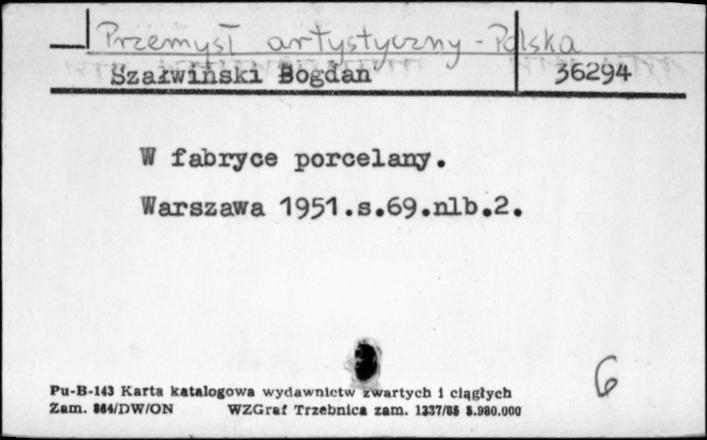 Przemysł artystyczny - Polska
Szałwiński Bogdan 36294
W fabryce porcelany.
Warszawa 1951.s.69.nlb.2.
6
Pu-B-143 Karta katalogowa wydawnictw zwartych i ciągłych
Zam. 864/DW/ON WZGraf Trzebnica zam. 1337/85 5.980.000